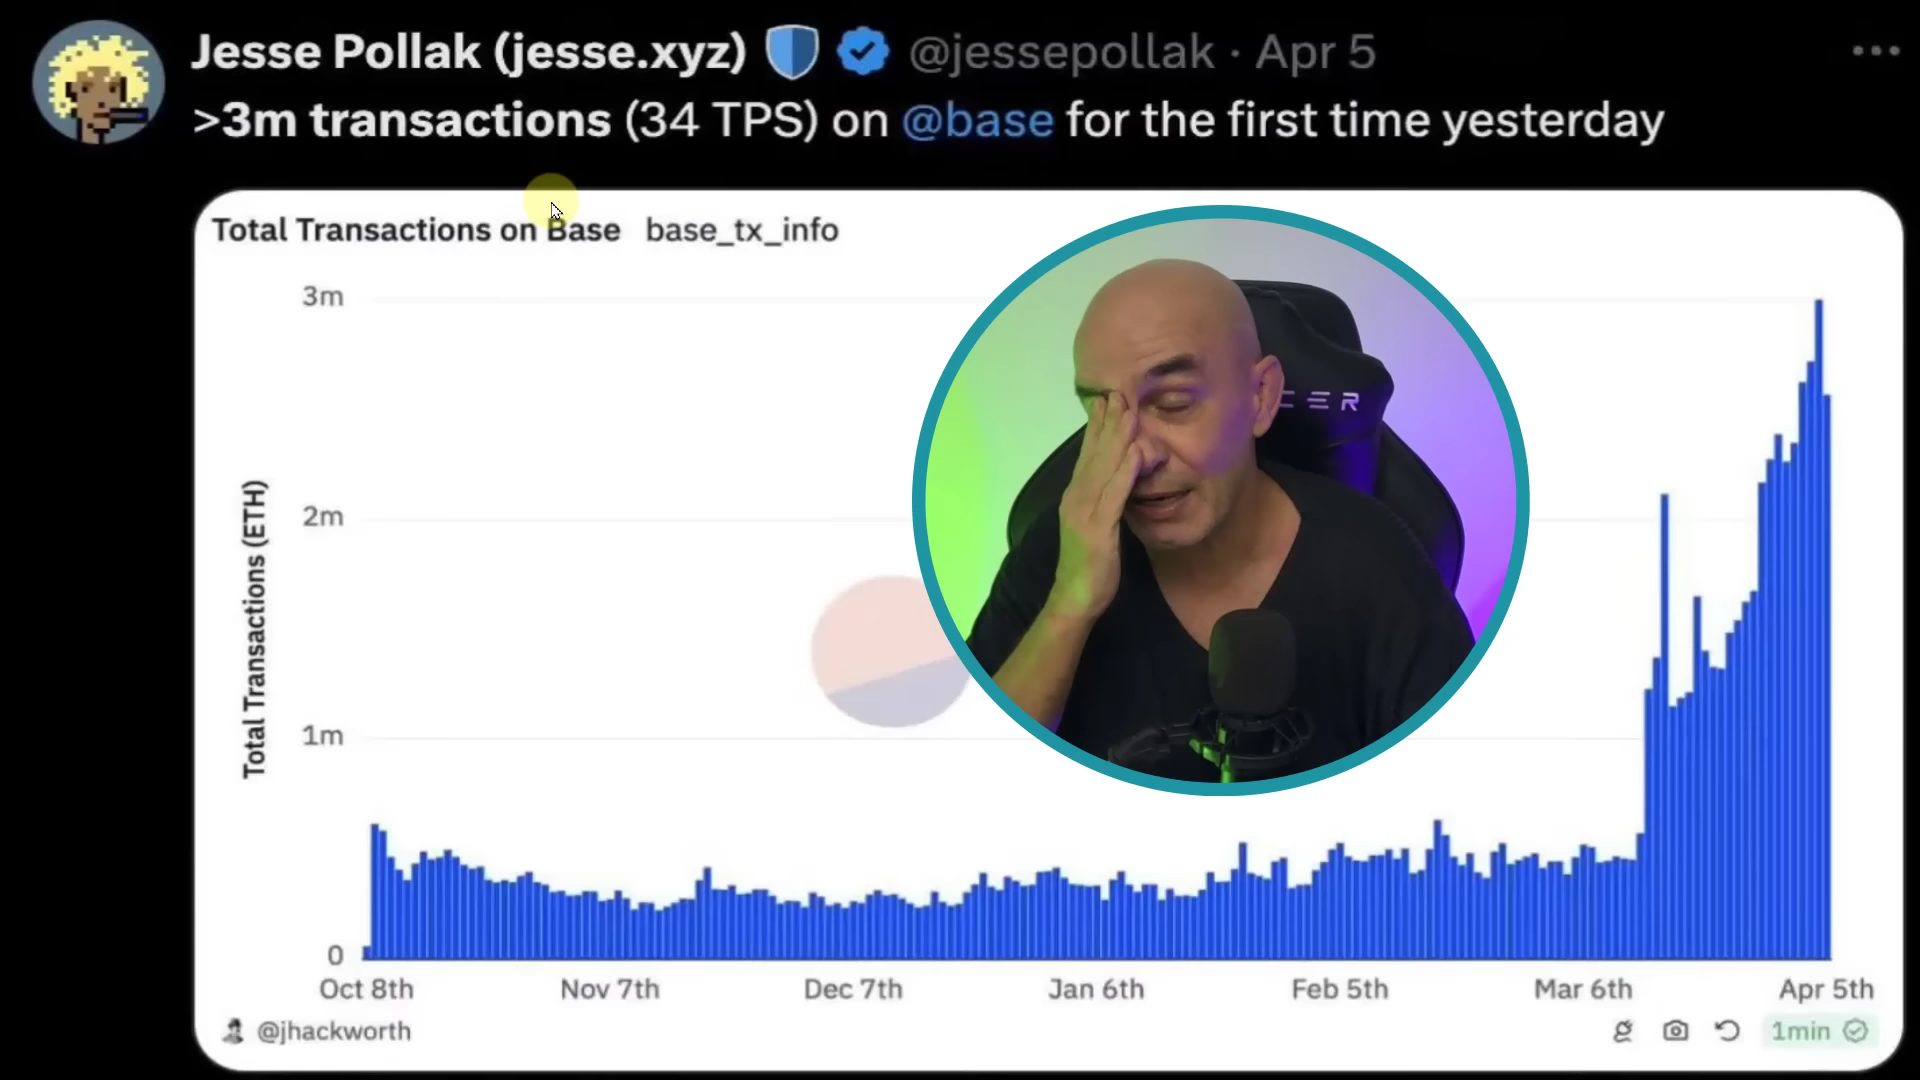 Jesse Pollak (jesse.xyz) @jessepollak · Apr 5
>3m transactions (34 TPS) on @base for the first time yesterday
Total Transactions on Base base_tx_info
3m
2m
1m
0
Total Transactions (ETH)
CER
Oct 8th Nov 7th Dec 7th Jan 6th Feb 5th Mar 6th Apr 5th
@jhackworth
1min